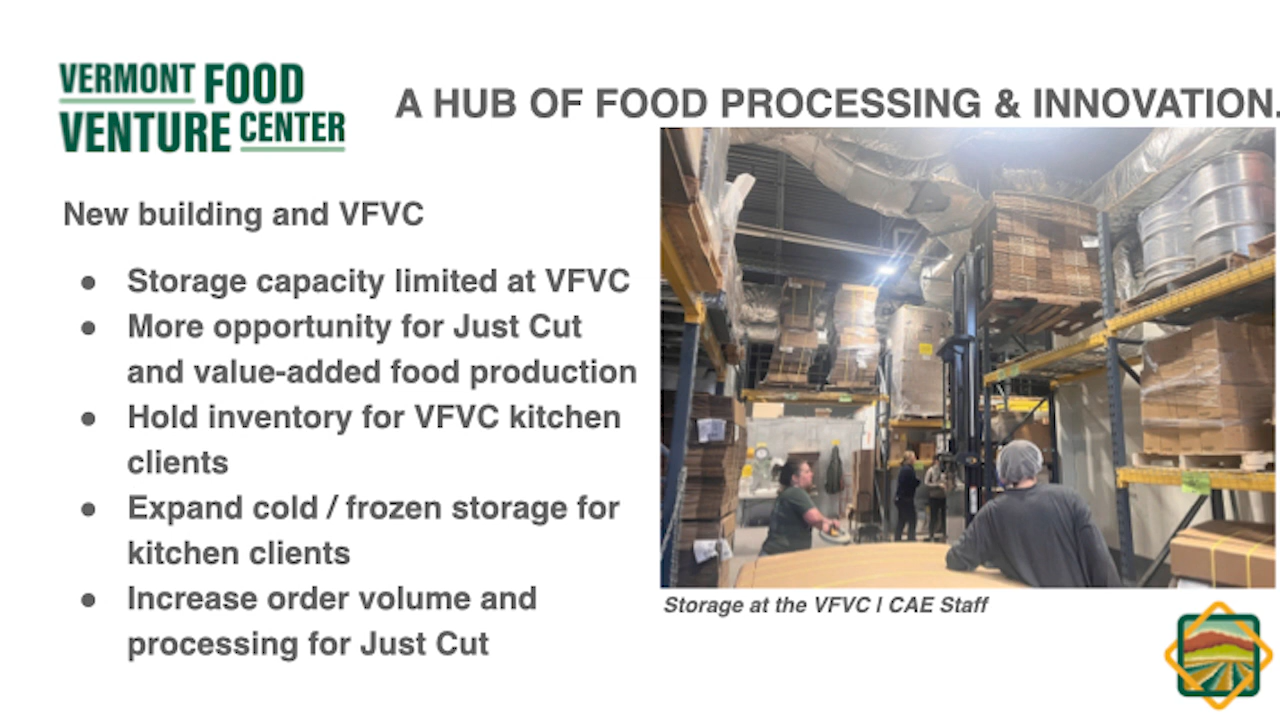 VERMONT FOOD
VENTURE CENTER
A HUB OF FOOD PROCESSING & INNOVATION.
New building and VFVC
● Storage capacity limited at VFVC
● More opportunity for Just Cut
and value-added food production
● Hold inventory for VFVC kitchen
clients
● Expand cold / frozen storage for
kitchen clients
● Increase order volume and
processing for Just Cut
Storage at the VFVC I CAE Staff